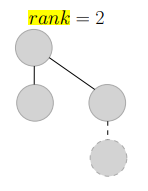 rank = 2